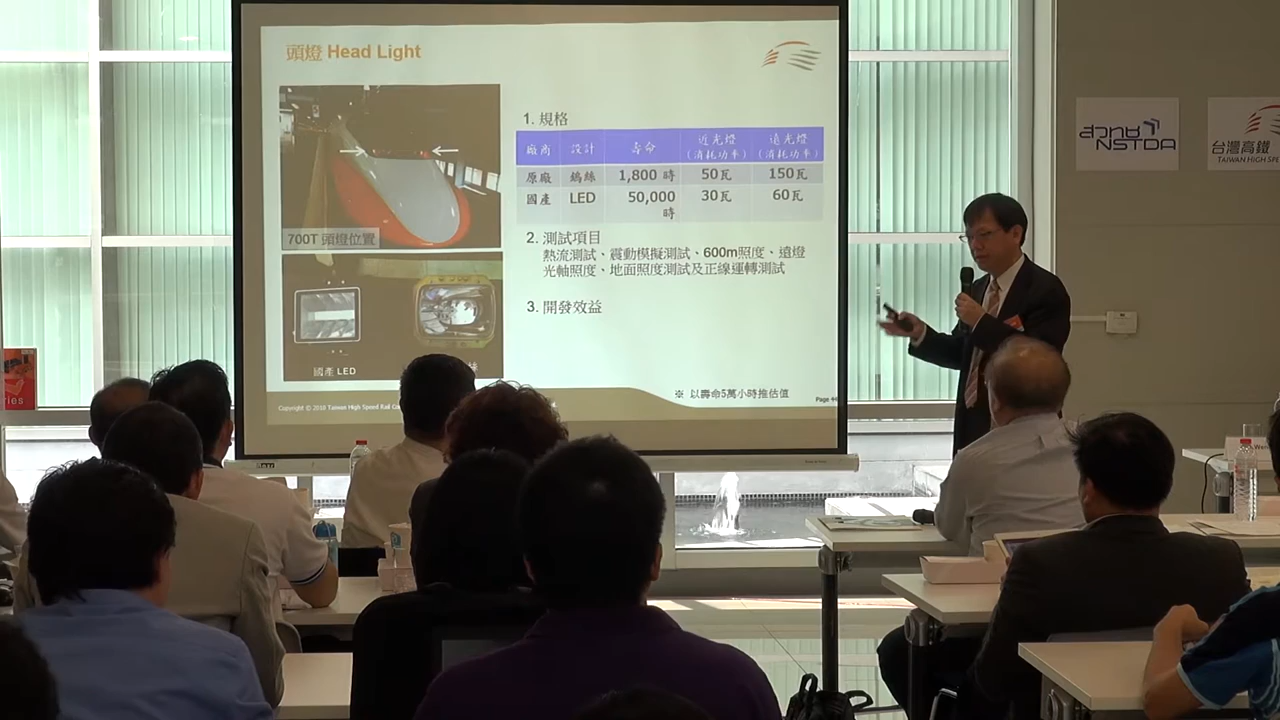 頭燈 Head Light
1. 規格
廠商 設計 壽命 近光燈 (消耗功率) 遠光燈 (消耗功率)
原廠 鎢絲 1,800 時 50瓦 150瓦
國產 LED 50,000 時 30瓦 60瓦
2. 測試項目
熱流測試、震動模擬測試、600m照度、遠燈
光軸照度、地面照度測試及正線運轉測試
3. 開發效益
700T 頭燈位置
國產 LED
※ 以壽命5萬小時推估值
Copyright © 2010 Taiwan High Speed Rail
Page
สวทช
NSTDA
台灣高鐵
TAIWAN HIGH